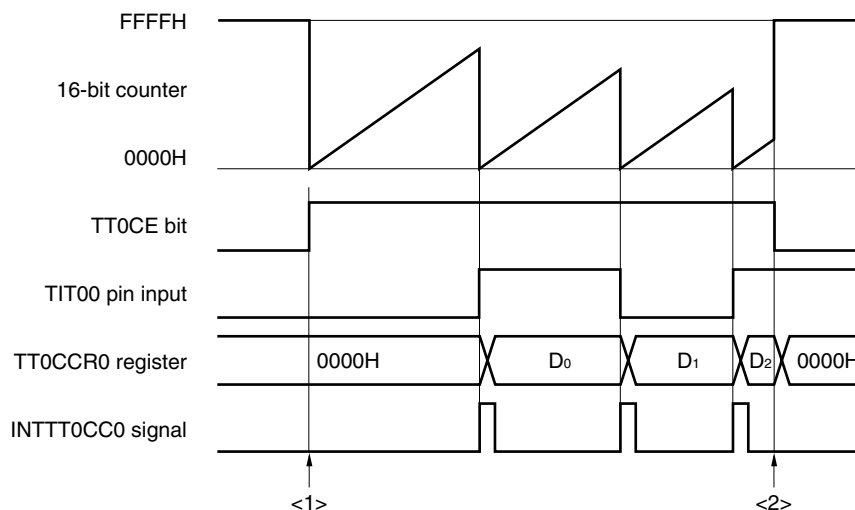 FFFFH
16-bit counter
0000H
TT0CE bit
TIT00 pin input
TT0CCR0 register 0000H D0 D1 D2 0000H
INTTT0CC0 signal
<1> <2>